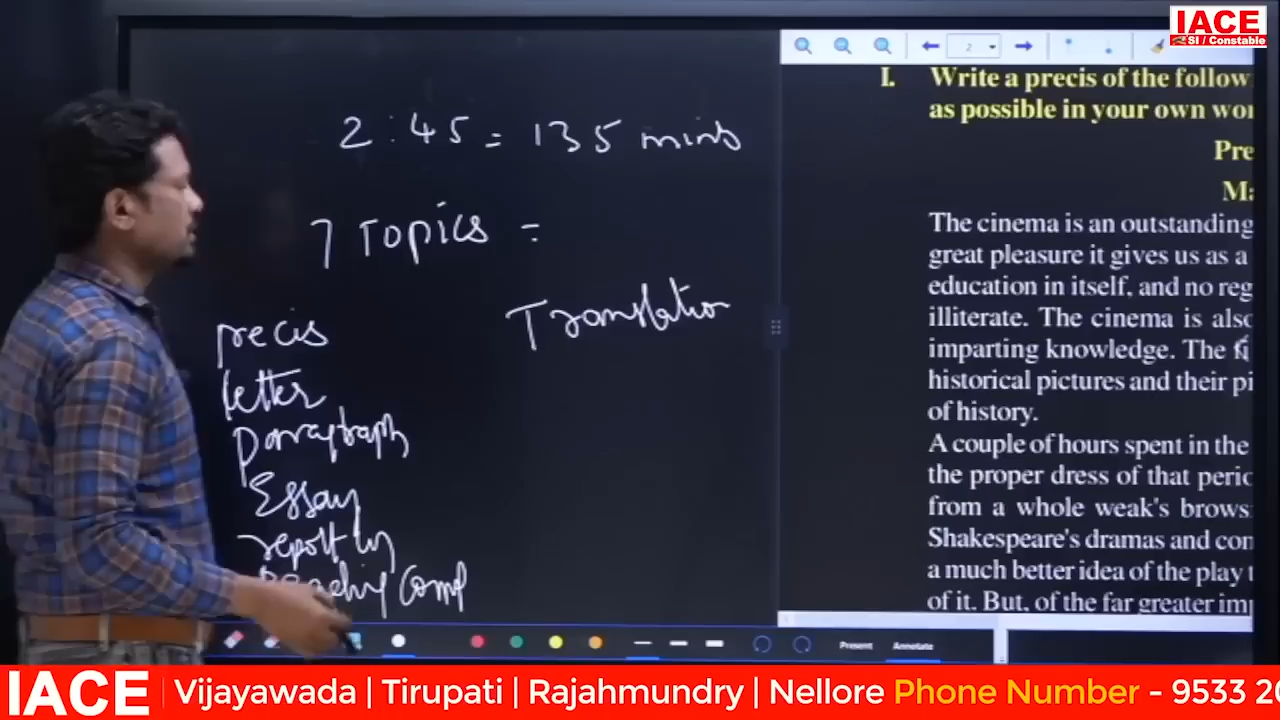 IACE
SI / Constable
2:45 = 135 mins
7 Topics =
Translation
precis
letter
paragraph
Essay
Comp
2
I. Write a precis of the follow
as possible in your own wor
Pre
Ma
The cinema is an outstanding
great pleasure it gives us as a
education in itself, and no reg
illiterate. The cinema is also
imparting knowledge. The fi
historical pictures and their pi
of history.
A couple of hours spent in the
the proper dress of that perio
from a whole weak's brows
Shakespeare's dramas and con
a much better idea of the play t
of it. But, of the far greater imp
Present Annotate
IACE Vijayawada | Tirupati | Rajahmundry | Nellore Phone Number - 9533 20